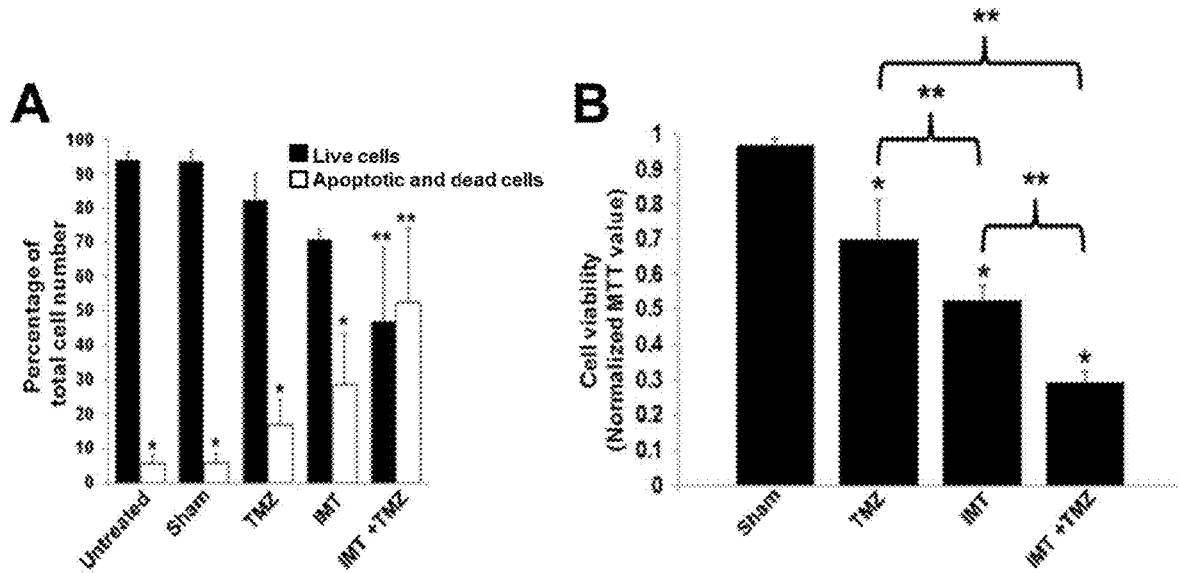 A
100
90
80
70
60
50
40
30
20
10
0
Percentage of
total cell number
Live cells
Apoptotic and dead cells
*
*
*
*
**
**
Untreated
Sham
TMZ
IMT
IMT +TMZ
B
1
0.9
0.8
0.7
0.6
0.5
0.4
0.3
0.2
0.1
0
Cell viability
(Normalized MTT value)
**
**
**
*
*
*
Sham
TMZ
IMT
IMT +TMZ